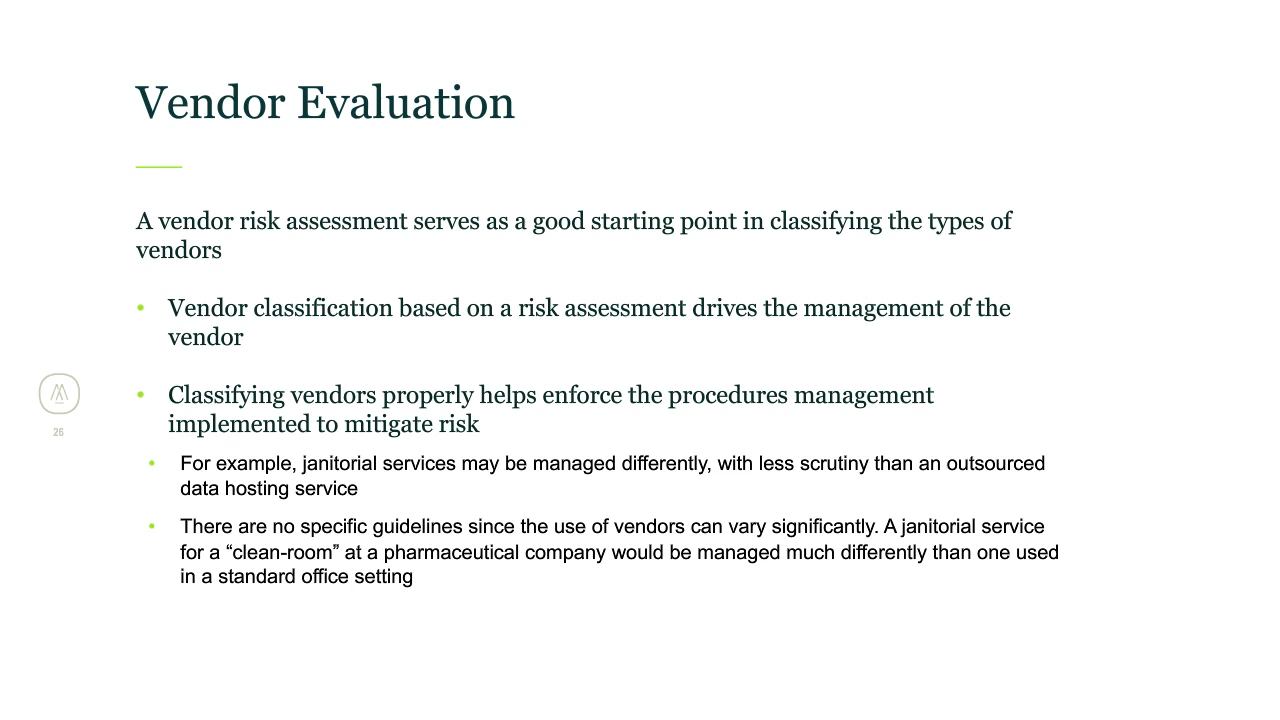 Vendor Evaluation
A vendor risk assessment serves as a good starting point in classifying the types of
vendors
• Vendor classification based on a risk assessment drives the management of the
vendor
• Classifying vendors properly helps enforce the procedures management
implemented to mitigate risk
• For example, janitorial services may be managed differently, with less scrutiny than an outsourced
data hosting service
• There are no specific guidelines since the use of vendors can vary significantly. A janitorial service
for a “clean-room” at a pharmaceutical company would be managed much differently than one used
in a standard office setting
26